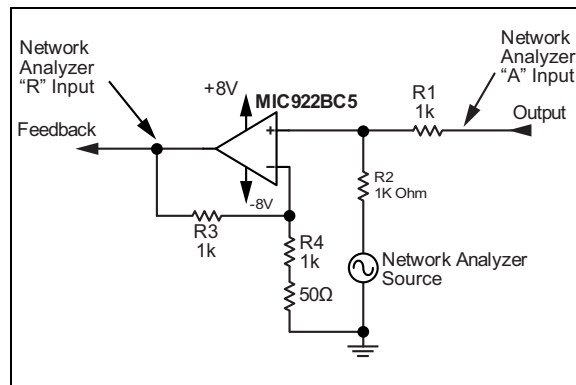 Network
Analyzer
“R” Input
Feedback
+8V
MIC922BC5
+
−
-8V
R3
1k
R4
1k
50Ω
R1
1k
R2
1K Ohm
Network
Analyzer
“A” Input
Output
Network Analyzer
Source